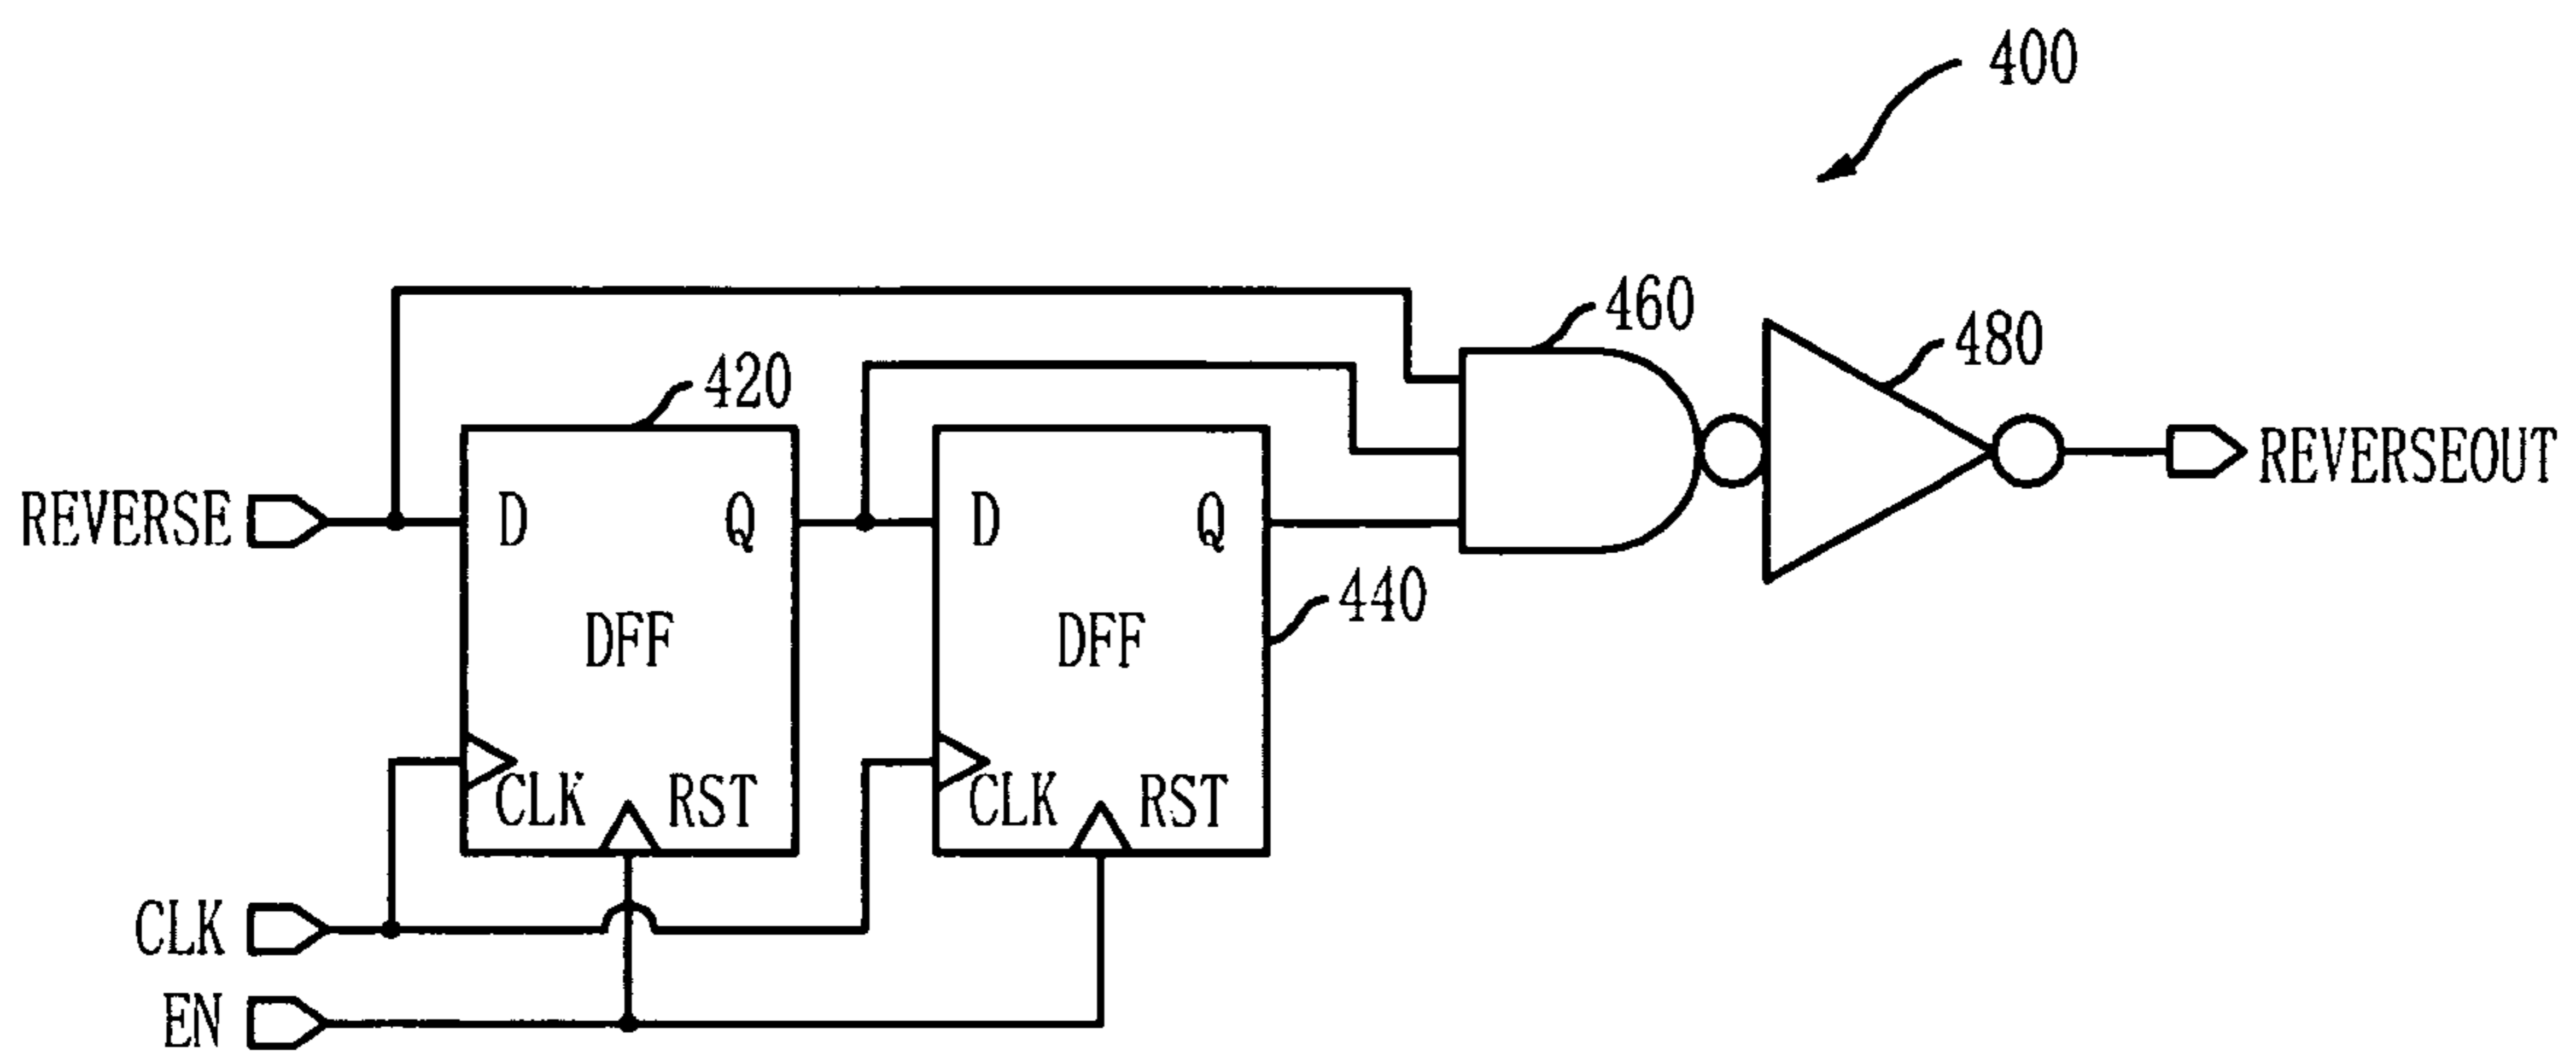 400
460
480
420
REVERSE
D
Q
D
Q
REVERSEOUT
DFF
DFF
440
CLK
RST
CLK
RST
CLK
EN